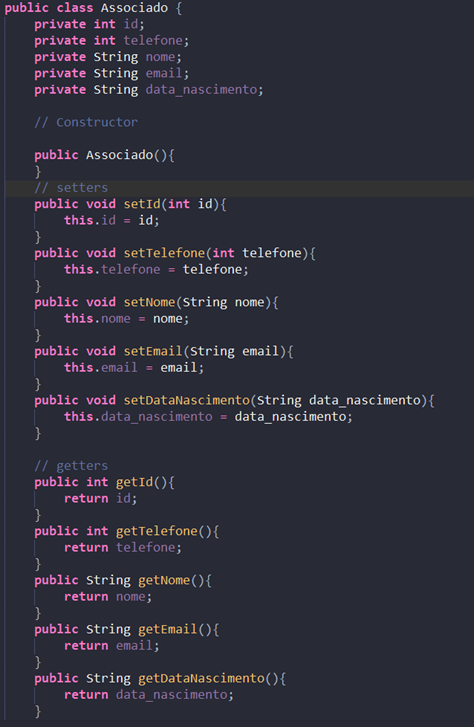 public class Associado {
    private int id;
    private int telefone;
    private String nome;
    private String email;
    private String data_nascimento;

    // Constructor

    public Associado(){
    }
    // setters
    public void setId(int id){
        this.id = id;
    }
    public void setTelefone(int telefone){
        this.telefone = telefone;
    }
    public void setNome(String nome){
        this.nome = nome;
    }
    public void setEmail(String email){
        this.email = email;
    }
    public void setDataNascimento(String data_nascimento){
        this.data_nascimento = data_nascimento;
    }

    // getters
    public int getId(){
        return id;
    }
    public int getTelefone(){
        return telefone;
    }
    public String getNome(){
        return nome;
    }
    public String getEmail(){
        return email;
    }
    public String getDataNascimento(){
        return data_nascimento;
    }